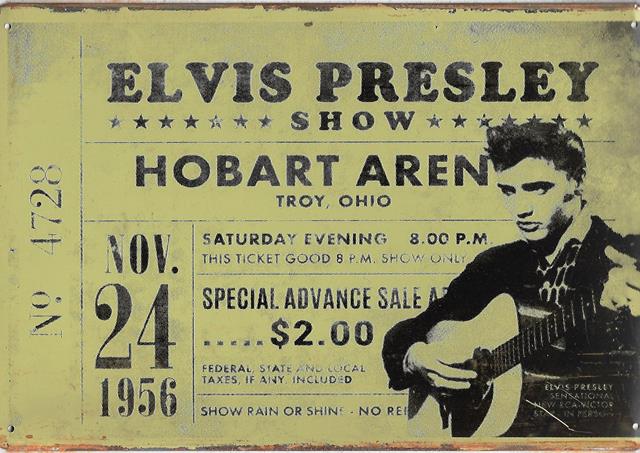 ELVIS PRESLEY
SHOW
HOBART AREN
TROY, OHIO
No 4728
NOV.
24
1956
SATURDAY EVENING 8.00 P.M.
THIS TICKET GOOD 8 P.M. SHOW ONLY
SPECIAL ADVANCE SALE
.....$2.00
FEDERAL, STATE AND LOCAL
TAXES, IF ANY, INCLUDED
SHOW RAIN OR SHINE - NO
ELVIS PRESLEY
SENSATIONAL
NEW RCA-VICTOR
IN PERSON